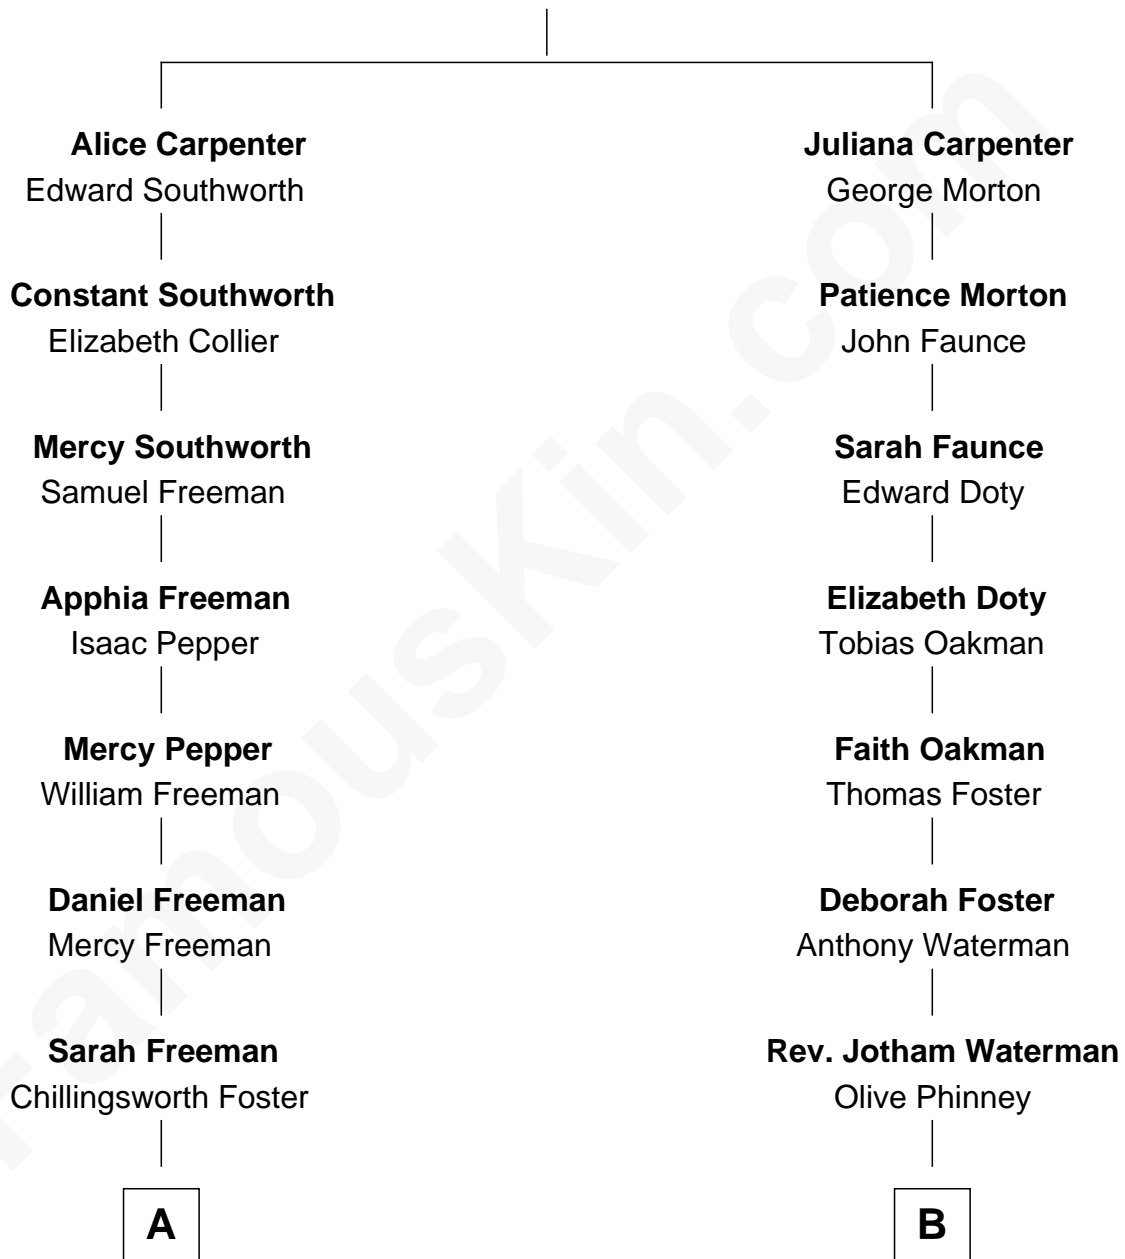 Alice Carpenter
Edward Southworth
Juliana Carpenter
George Morton
Constant Southworth
Elizabeth Collier
Patience Morton
John Faunce
Mercy Southworth
Samuel Freeman
Sarah Faunce
Edward Doty
Apphia Freeman
Isaac Pepper
Elizabeth Doty
Tobias Oakman
Mercy Pepper
William Freeman
Faith Oakman
Thomas Foster
Daniel Freeman
Mercy Freeman
Deborah Foster
Anthony Waterman
Sarah Freeman
Chillingsworth Foster
Rev. Jotham Waterman
Olive Phinney
A
B
FamousKin.com